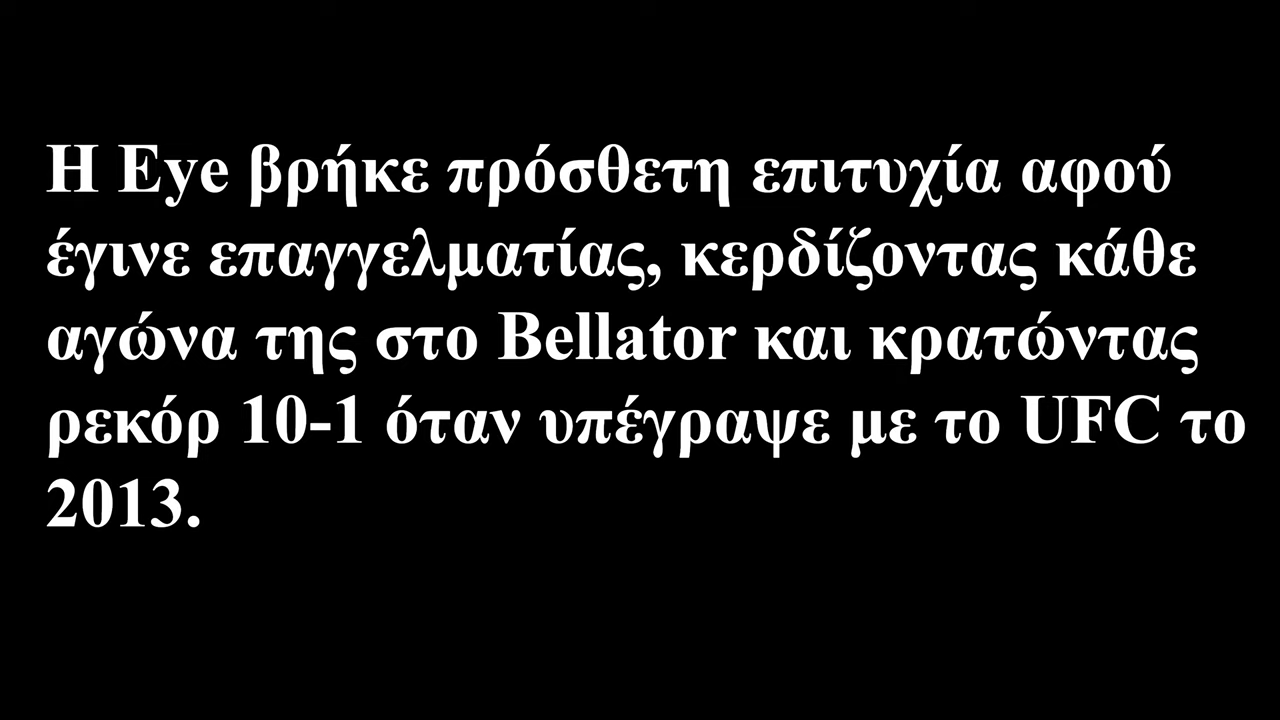 Η Eye βρήκε πρόσθετη επιτυχία αφού
έγινε επαγγελματίας, κερδίζοντας κάθε
αγώνα της στο Bellator και κρατώντας
ρεκόρ 10-1 όταν υπέγραψε με το UFC το
2013.